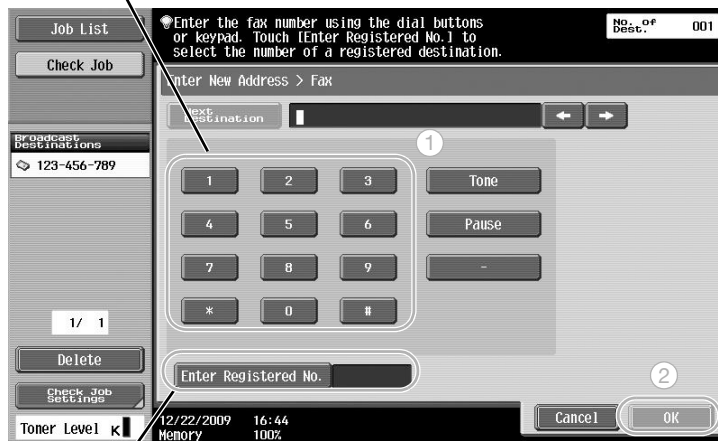 Job List
Check Job
Enter the fax number using the dial buttons
or keypad. Touch [Enter Registered No.] to
select the number of a registered destination.
No. of
Dest.
001
Enter New Address > Fax
Next
Destination
Broadcast
Destinations
123-456-789
1
1 2 3 Tone
4 5 6 Pause
7 8 9 -
* 0 #
1/ 1
Delete
Check Job
Settings
Enter Registered No.
2
Cancel OK
Toner Level K
12/22/2009 16:44
Memory 100%